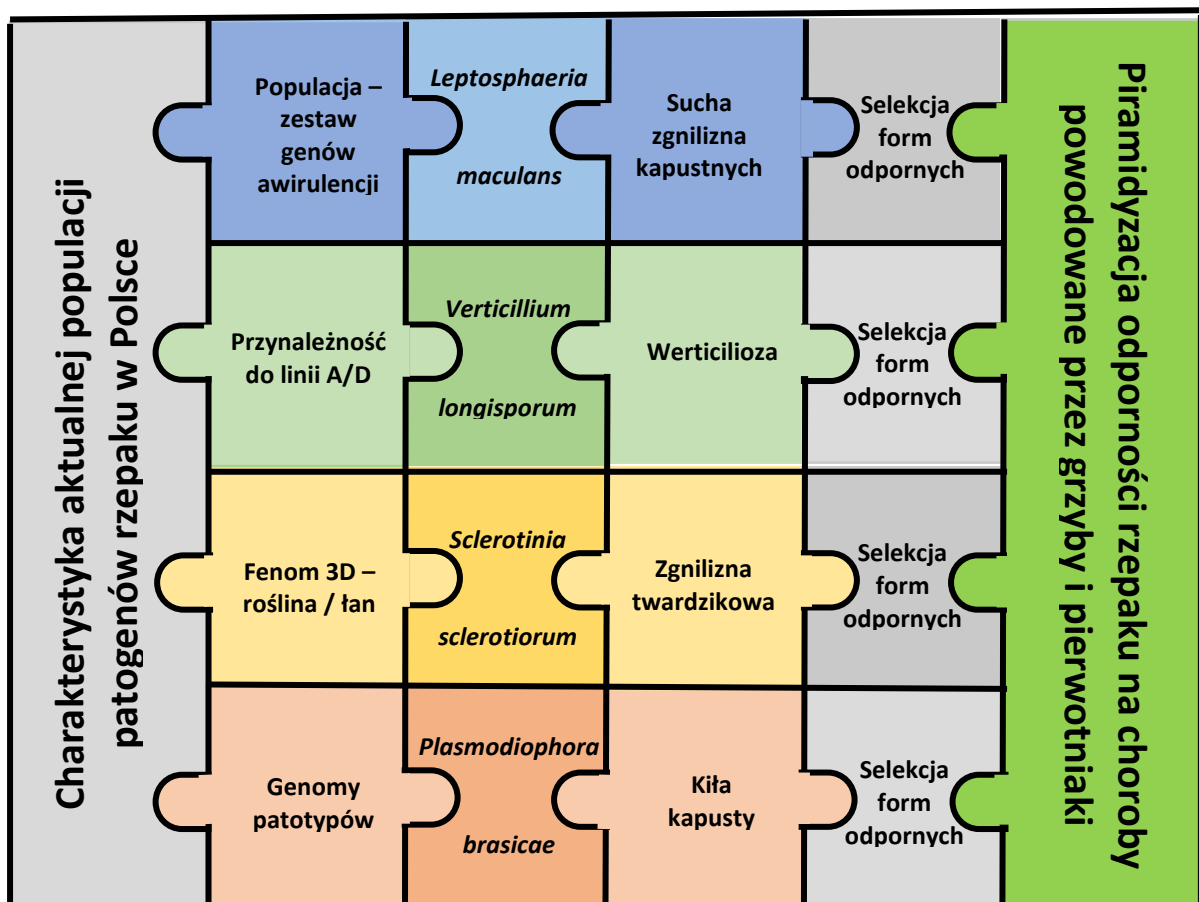 Charakterystyka aktualnej populacji
patogenów rzepaku w Polsce
Populacja –
zestaw
genów
awirulencji
Leptosphaeria
maculans
Sucha
zgnilizna
kapustnych
Selekcja
form
odpornych
Przynależność
do linii A/D
Verticillium
longisporum
Werticilioza
Selekcja
form
odpornych
Fenom 3D –
roślina / łan
Sclerotinia
sclerotiorum
Zgnilizna
twardzikowa
Selekcja
form
odpornych
Genomy
patotypów
Plasmodiophora
brasicae
Kiła
kapusty
Selekcja
form
odpornych
Piramidyzacja odporności rzepaku na choroby
powodowane przez grzyby i pierwotniaki